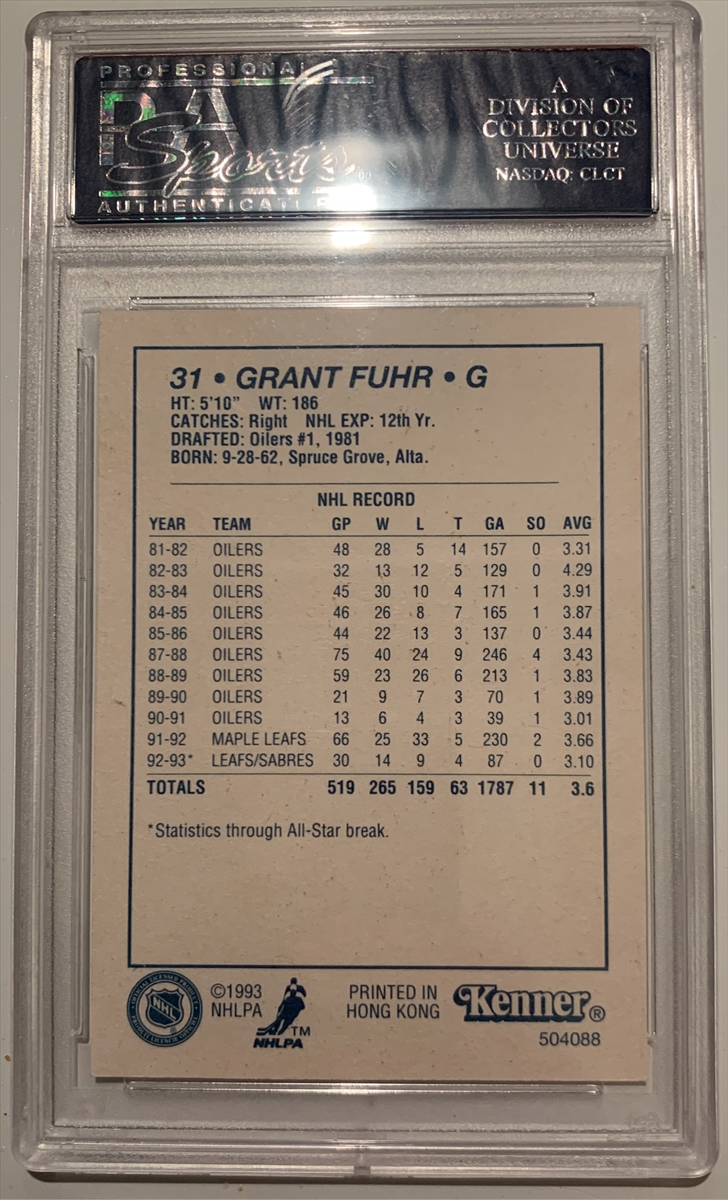 PROFESSIONAL
PSA
Sports
AUTHENTICAT
A
DIVISION OF
COLLECTORS
UNIVERSE
NASDAQ: CLCT
31 • GRANT FUHR • G
HT: 5'10" WT: 186
CATCHES: Right NHL EXP: 12th Yr.
DRAFTED: Oilers #1, 1981
BORN: 9-28-62, Spruce Grove, Alta.
NHL RECORD
YEAR TEAM GP W L T GA SO AVG
81-82 OILERS 48 28 5 14 157 0 3.31
82-83 OILERS 32 13 12 5 129 0 4.29
83-84 OILERS 45 30 10 4 171 1 3.91
84-85 OILERS 46 26 8 7 165 1 3.87
85-86 OILERS 44 22 13 3 137 0 3.44
87-88 OILERS 75 40 24 9 246 4 3.43
88-89 OILERS 59 23 26 6 213 1 3.83
89-90 OILERS 21 9 7 3 70 1 3.89
90-91 OILERS 13 6 4 3 39 1 3.01
91-92 MAPLE LEAFS 66 25 33 5 230 2 3.66
92-93* LEAFS/SABRES 30 14 9 4 87 0 3.10
TOTALS 519 265 159 63 1787 11 3.6
*Statistics through All-Star break.
NHL
©1993
NHLPA
NHLPA
TM
PRINTED IN
HONG KONG
Kenner®
504088